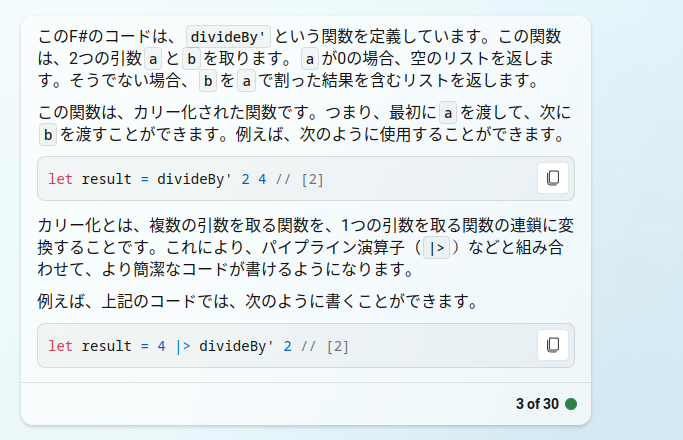 このF#のコードは、 divideBy' という関数を定義しています。この関数
は、2つの引数 a と b を取ります。 a が0の場合、空のリストを返しま
す。そうでない場合、 b を a で割った結果を含むリストを返します。
この関数は、カリー化された関数です。つまり、最初に a を渡して、次に
b を渡すことができます。例えば、次のように使用することができます。
let result = divideBy' 2 4 // [2]
カリー化とは、複数の引数を取る関数を、1つの引数を取る関数の連鎖に変
換することです。これにより、パイプライン演算子（ |> ）などと組み合
わせて、より簡潔なコードが書けるようになります。
例えば、上記のコードでは、次のように書くことができます。
let result = 4 |> divideBy' 2 // [2]
3 of 30